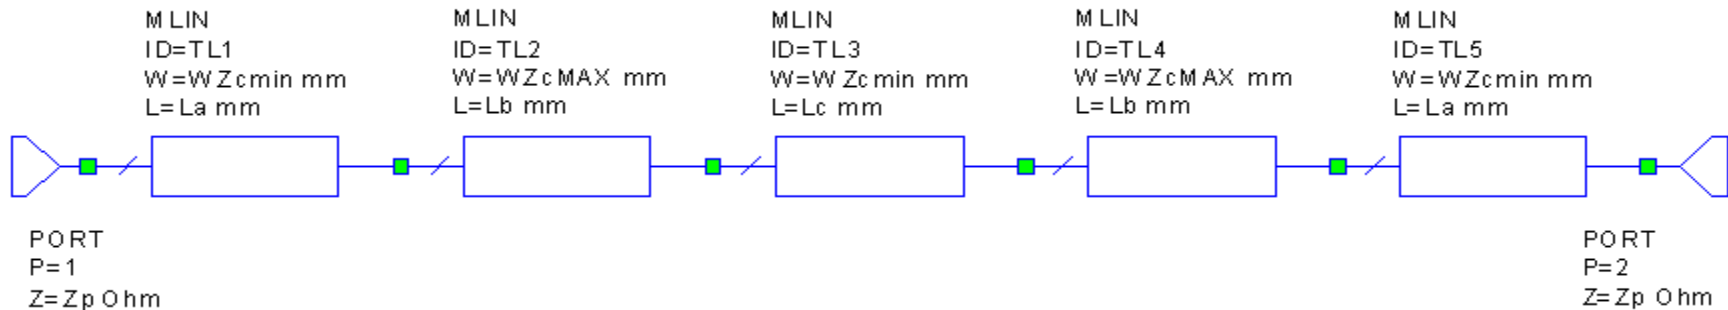 MLIN
ID=TL1
W=WZcmin mm
L=La mm
MLIN
ID=TL2
W=WZcMAX mm
L=Lb mm
MLIN
ID=TL3
W=WZcmin mm
L=Lc mm
MLIN
ID=TL4
W=WZcMAX mm
L=Lb mm
MLIN
ID=TL5
W=WZcmin mm
L=La mm
PORT
P=1
Z=Zp Ohm
PORT
P=2
Z=Zp Ohm